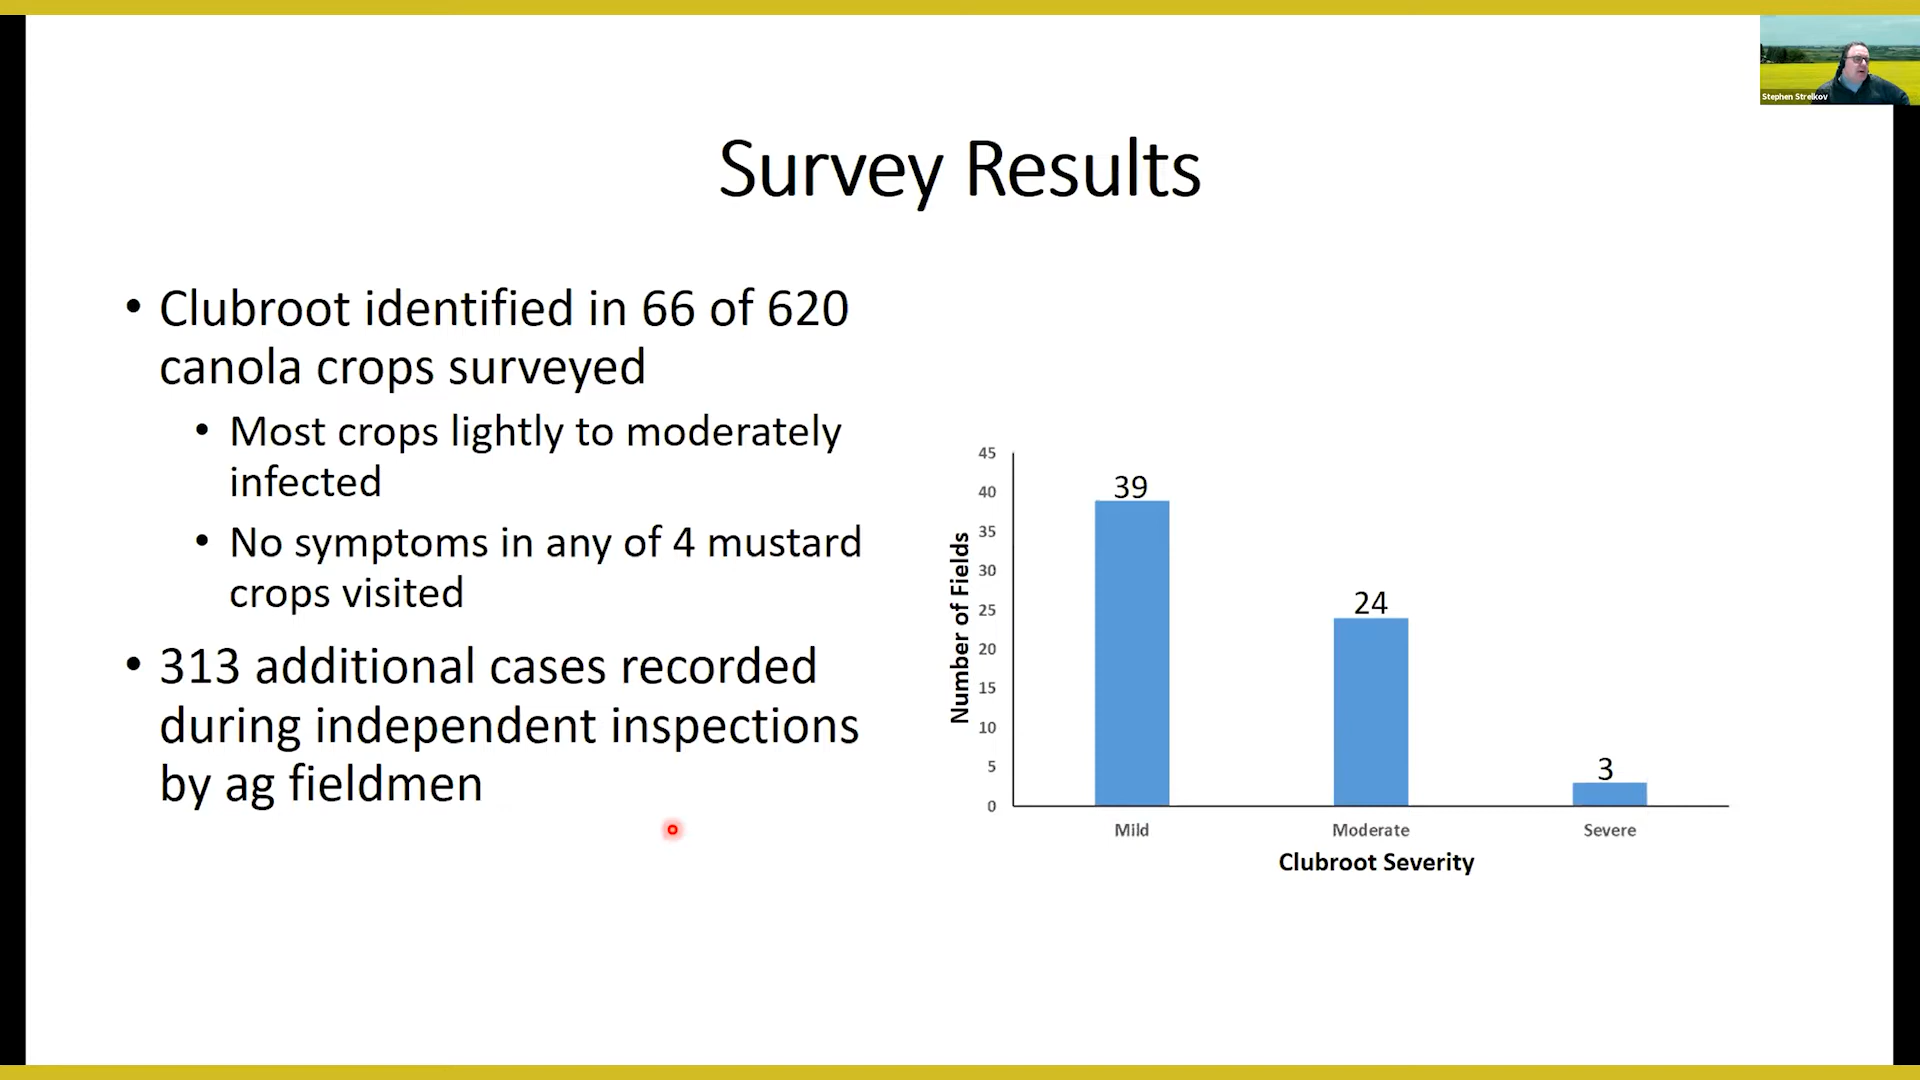 Stephen Strelkov
Survey Results
• Clubroot identified in 66 of 620
canola crops surveyed
• Most crops lightly to moderately
infected
• No symptoms in any of 4 mustard
crops visited
• 313 additional cases recorded
during independent inspections
by ag fieldmen
Number of Fields
45
40
35
30
25
20
15
10
5
0
39
24
3
Mild Moderate Severe
Clubroot Severity